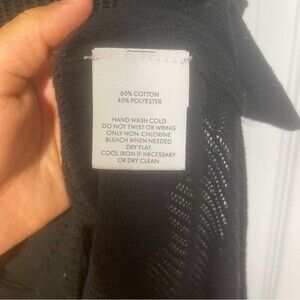 60% COTTON
40% POLYESTER
HAND WASH COLD
DO NOT TWIST OR WRING
ONLY NON-CHLORINE
BLEACH WHEN NEEDED
DRY FLAT
COOL IRON IF NECESSARY
OR DRY CLEAN